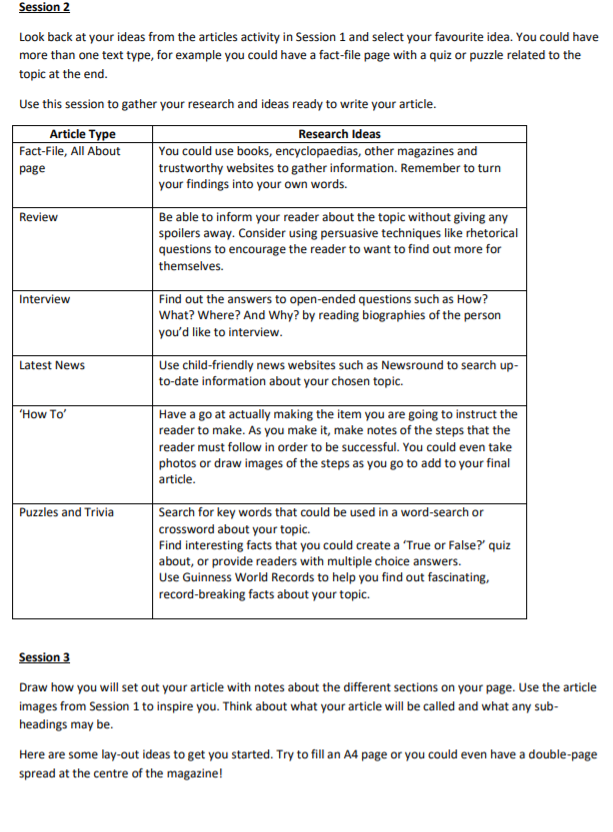 Session 2
Look back at your ideas from the articles activity in Session 1 and select your favourite idea. You could have
more than one text type, for example you could have a fact-file page with a quiz or puzzle related to the
topic at the end.
Use this session to gather your research and ideas ready to write your article.
Article Type
Research Ideas
Fact-File, All About
page
You could use books, encyclopaedias, other magazines and
trustworthy websites to gather information. Remember to turn
your findings into your own words.
Review
Be able to inform your reader about the topic without giving any
spoilers away. Consider using persuasive techniques like rhetorical
questions to encourage the reader to want to find out more for
themselves.
Interview
Find out the answers to open-ended questions such as How?
What? Where? And Why? by reading biographies of the person
you'd like to interview.
Latest News
Use child-friendly news websites such as Newsround to search up-
to-date information about your chosen topic.
‘How To’
Have a go at actually making the item you are going to instruct the
reader to make. As you make it, make notes of the steps that the
reader must follow in order to be successful. You could even take
photos or draw images of the steps as you go to add to your final
article.
Puzzles and Trivia
Search for key words that could be used in a word-search or
crossword about your topic.
Find interesting facts that you could create a ‘True or False?’ quiz
about, or provide readers with multiple choice answers.
Use Guinness World Records to help you find out fascinating,
record-breaking facts about your topic.
Session 3
Draw how you will set out your article with notes about the different sections on your page. Use the article
images from Session 1 to inspire you. Think about what your article will be called and what any sub-
headings may be.
Here are some lay-out ideas to get you started. Try to fill an A4 page or you could even have a double-page
spread at the centre of the magazine!